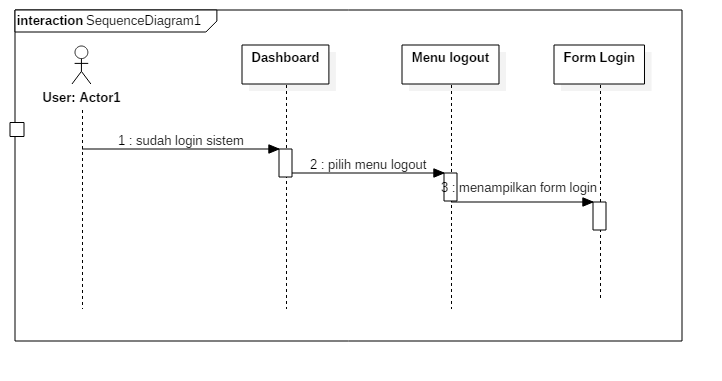 interaction SequenceDiagram1
Dashboard
Menu logout
Form Login
User: Actor1
1 : sudah login sistem
2 : pilih menu logout
3 : menampilkan form login